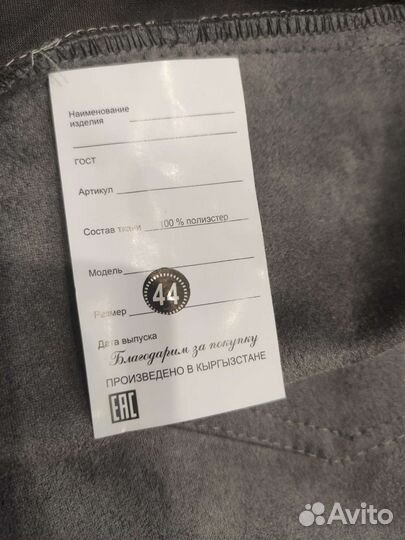 Наименование
изделия
ГОСТ
Артикул
Состав ткани 100 % полиэстер
Модель
44
Размер
Дата выпуска
Благодарим за покупку
ПРОИЗВЕДЕНО В КЫРГЫЗСТАНЕ
EAC
Avito